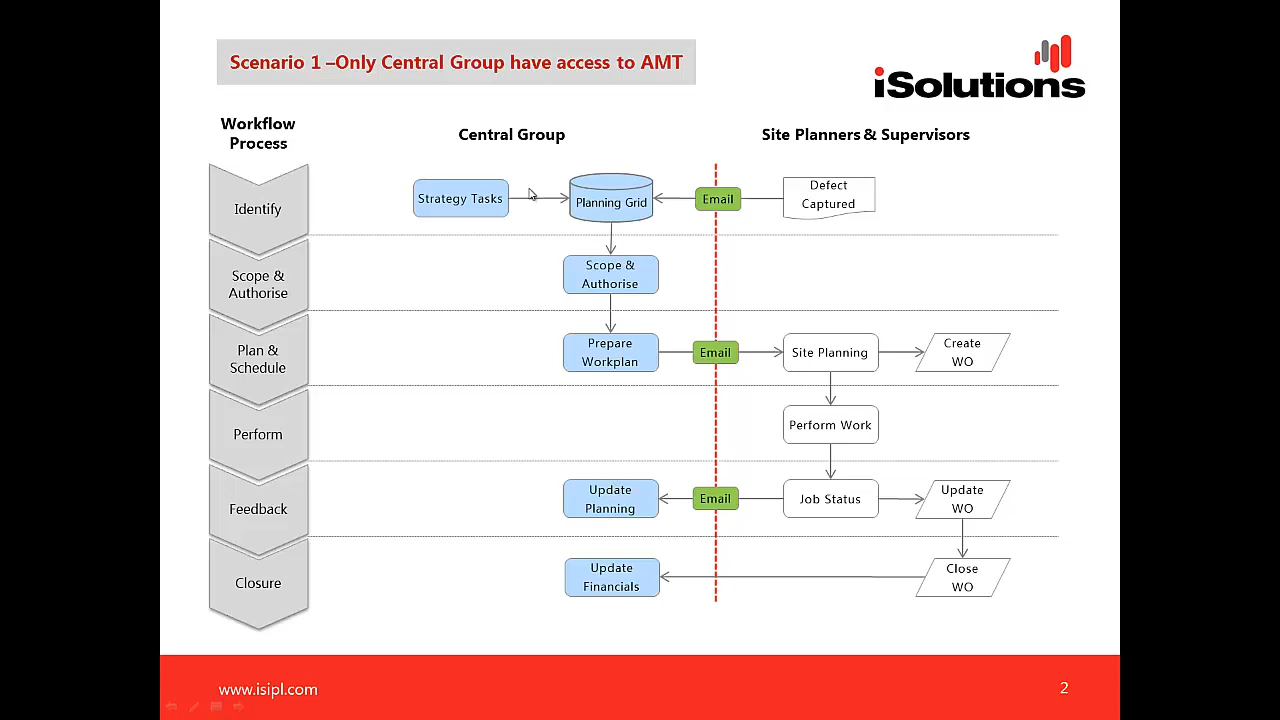 Scenario 1 –Only Central Group have access to AMT
iSolutions
Workflow
Process
Central Group
Site Planners & Supervisors
Identify
Strategy Tasks
Planning Grid
Email
Defect
Captured
Scope &
Authorise
Scope &
Authorise
Plan &
Schedule
Prepare
Workplan
Email
Site Planning
Create
WO
Perform
Perform Work
Feedback
Update
Planning
Email
Job Status
Update
WO
Closure
Update
Financials
Close
WO
www.isipl.com
2